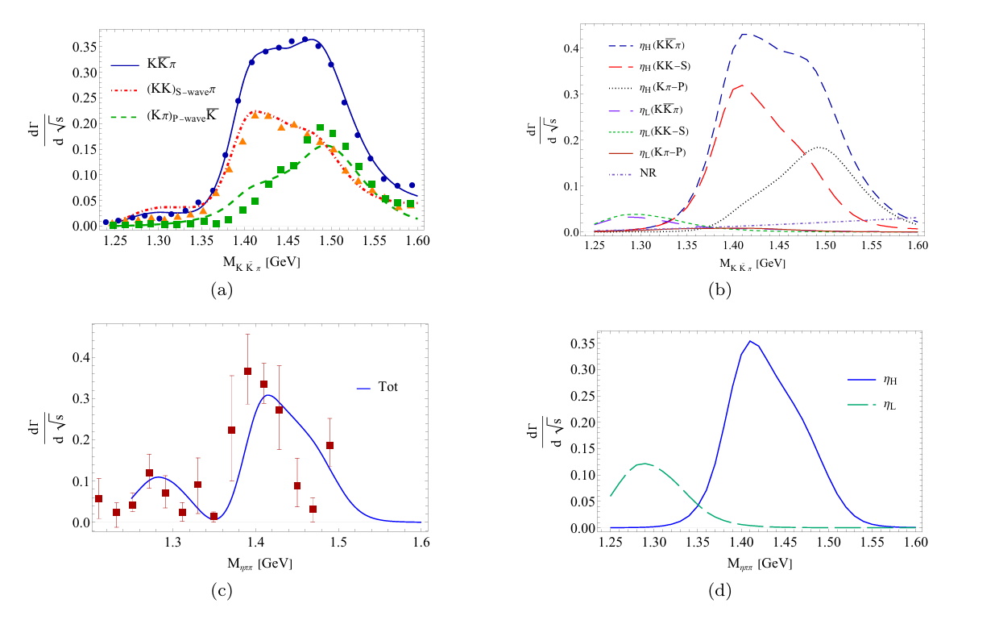 0.35
0.30
0.25
0.20
0.15
0.10
0.05
0.00
dΓ
d √s
KK̅π
(KK)S−waveπ
(Kπ)P−waveK̅
1.25 1.30 1.35 1.40 1.45 1.50 1.55 1.60
MK K̄ π [GeV]
(a)
0.4
0.3
0.2
0.1
0.0
dΓ
d √s
ηH(KK̅π)
ηH(KK−S)
ηH(Kπ−P)
ηL(KK̅π)
ηL(KK−S)
ηL(Kπ−P)
NR
1.25 1.30 1.35 1.40 1.45 1.50 1.55 1.60
MK K̄ π [GeV]
(b)
0.4
0.3
0.2
0.1
0.0
dΓ
d √s
Tot
1.3 1.4 1.5 1.6
Mηππ [GeV]
(c)
0.35
0.30
0.25
0.20
0.15
0.10
0.05
0.00
dΓ
d √s
ηH
ηL
1.25 1.30 1.35 1.40 1.45 1.50 1.55 1.60
Mηππ [GeV]
(d)